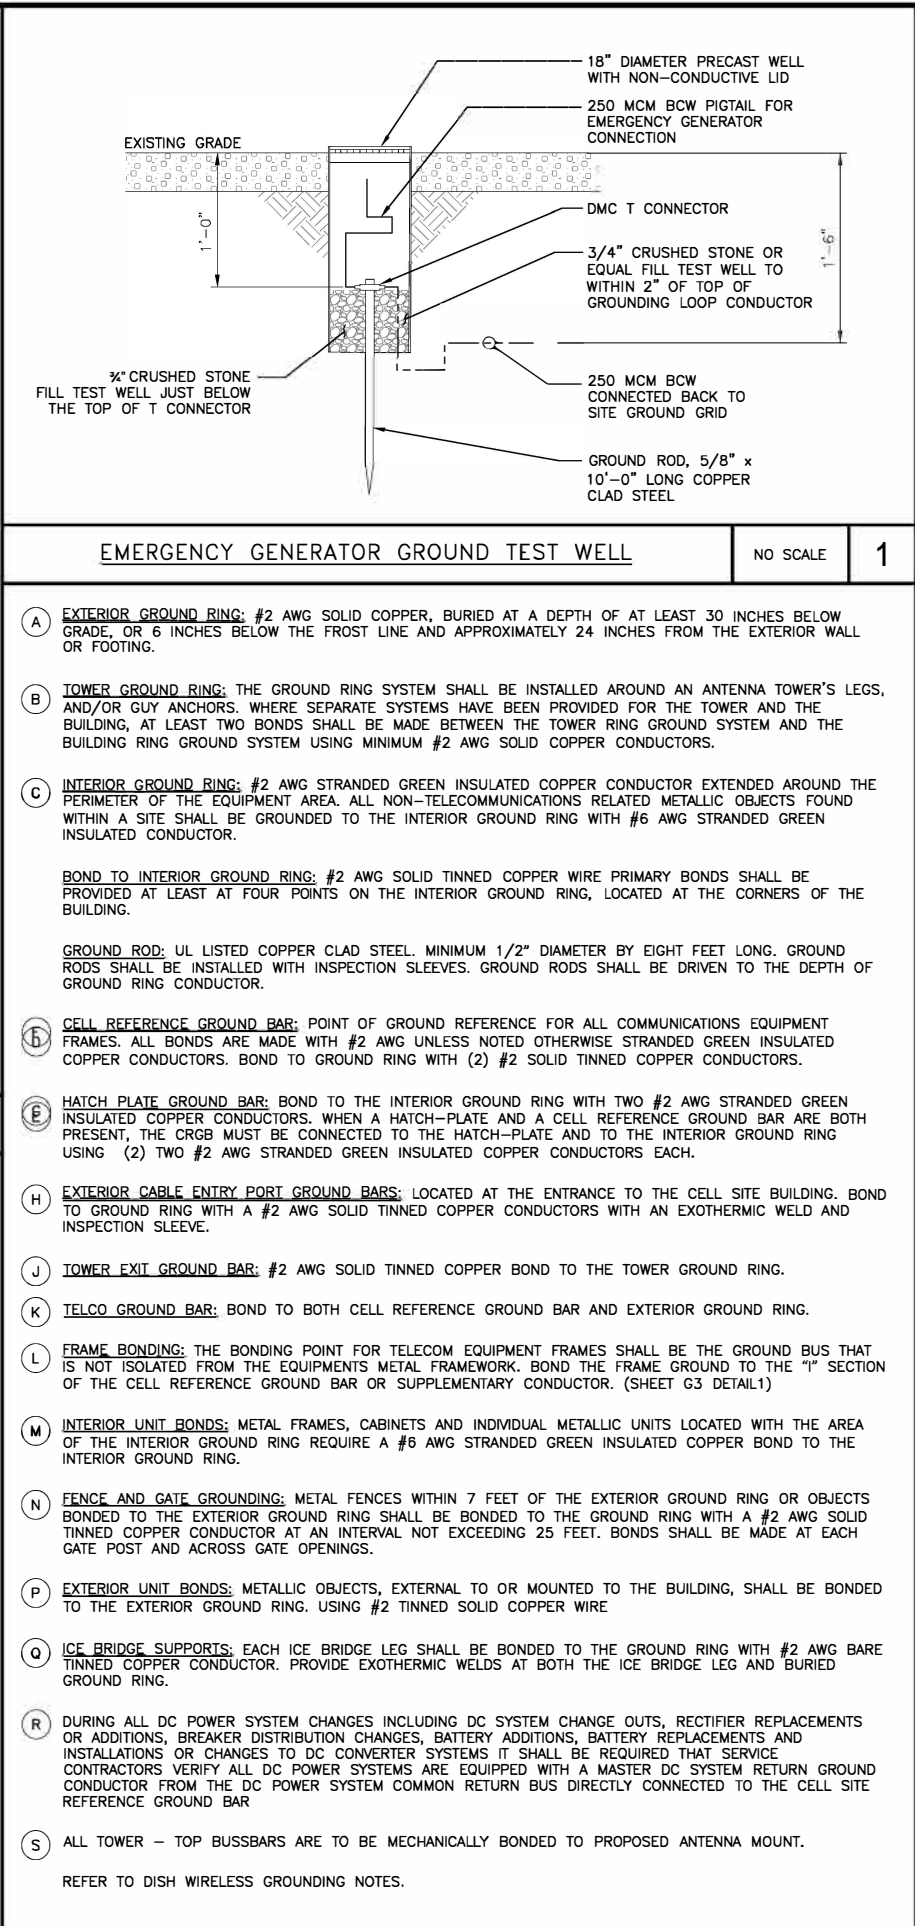 18" DIAMETER PRECAST WELL
WITH NON-CONDUCTIVE LID
250 MCM BCW PIGTAIL FOR
EMERGENCY GENERATOR
CONNECTION
EXISTING GRADE
1'-0"
DMC T CONNECTOR
1'-6"
3/4" CRUSHED STONE OR
EQUAL FILL TEST WELL TO
WITHIN 2" OF TOP OF
GROUNDING LOOP CONDUCTOR
¾" CRUSHED STONE
FILL TEST WELL JUST BELOW
THE TOP OF T CONNECTOR
250 MCM BCW
CONNECTED BACK TO
SITE GROUND GRID
GROUND ROD, 5/8" x
10'-0" LONG COPPER
CLAD STEEL
EMERGENCY GENERATOR GROUND TEST WELL NO SCALE 1
A EXTERIOR GROUND RING: #2 AWG SOLID COPPER, BURIED AT A DEPTH OF AT LEAST 30 INCHES BELOW
GRADE, OR 6 INCHES BELOW THE FROST LINE AND APPROXIMATELY 24 INCHES FROM THE EXTERIOR WALL
OR FOOTING.
B TOWER GROUND RING: THE GROUND RING SYSTEM SHALL BE INSTALLED AROUND AN ANTENNA TOWER'S LEGS,
AND/OR GUY ANCHORS. WHERE SEPARATE SYSTEMS HAVE BEEN PROVIDED FOR THE TOWER AND THE
BUILDING, AT LEAST TWO BONDS SHALL BE MADE BETWEEN THE TOWER RING GROUND SYSTEM AND THE
BUILDING RING GROUND SYSTEM USING MINIMUM #2 AWG SOLID COPPER CONDUCTORS.
C INTERIOR GROUND RING: #2 AWG STRANDED GREEN INSULATED COPPER CONDUCTOR EXTENDED AROUND THE
PERIMETER OF THE EQUIPMENT AREA. ALL NON-TELECOMMUNICATIONS RELATED METALLIC OBJECTS FOUND
WITHIN A SITE SHALL BE GROUNDED TO THE INTERIOR GROUND RING WITH #6 AWG STRANDED GREEN
INSULATED CONDUCTOR.
BOND TO INTERIOR GROUND RING: #2 AWG SOLID TINNED COPPER WIRE PRIMARY BONDS SHALL BE
PROVIDED AT LEAST AT FOUR POINTS ON THE INTERIOR GROUND RING, LOCATED AT THE CORNERS OF THE
BUILDING.
GROUND ROD: UL LISTED COPPER CLAD STEEL. MINIMUM 1/2" DIAMETER BY EIGHT FEET LONG. GROUND
RODS SHALL BE INSTALLED WITH INSPECTION SLEEVES. GROUND RODS SHALL BE DRIVEN TO THE DEPTH OF
GROUND RING CONDUCTOR.
CELL REFERENCE GROUND BAR: POINT OF GROUND REFERENCE FOR ALL COMMUNICATIONS EQUIPMENT
FRAMES. ALL BONDS ARE MADE WITH #2 AWG UNLESS NOTED OTHERWISE STRANDED GREEN INSULATED
COPPER CONDUCTORS. BOND TO GROUND RING WITH (2) #2 SOLID TINNED COPPER CONDUCTORS.
HATCH PLATE GROUND BAR: BOND TO THE INTERIOR GROUND RING WITH TWO #2 AWG STRANDED GREEN
INSULATED COPPER CONDUCTORS. WHEN A HATCH-PLATE AND A CELL REFERENCE GROUND BAR ARE BOTH
PRESENT, THE CRGB MUST BE CONNECTED TO THE HATCH-PLATE AND TO THE INTERIOR GROUND RING
USING (2) TWO #2 AWG STRANDED GREEN INSULATED COPPER CONDUCTORS EACH.
H EXTERIOR CABLE ENTRY PORT GROUND BARS: LOCATED AT THE ENTRANCE TO THE CELL SITE BUILDING. BOND
TO GROUND RING WITH A #2 AWG SOLID TINNED COPPER CONDUCTORS WITH AN EXOTHERMIC WELD AND
INSPECTION SLEEVE.
J TOWER EXIT GROUND BAR: #2 AWG SOLID TINNED COPPER BOND TO THE TOWER GROUND RING.
K TELCO GROUND BAR: BOND TO BOTH CELL REFERENCE GROUND BAR AND EXTERIOR GROUND RING.
L FRAME BONDING: THE BONDING POINT FOR TELECOM EQUIPMENT FRAMES SHALL BE THE GROUND BUS THAT
IS NOT ISOLATED FROM THE EQUIPMENTS METAL FRAMEWORK. BOND THE FRAME GROUND TO THE "I" SECTION
OF THE CELL REFERENCE GROUND BAR OR SUPPLEMENTARY CONDUCTOR. (SHEET G3 DETAIL1)
M INTERIOR UNIT BONDS: METAL FRAMES, CABINETS AND INDIVIDUAL METALLIC UNITS LOCATED WITH THE AREA
OF THE INTERIOR GROUND RING REQUIRE A #6 AWG STRANDED GREEN INSULATED COPPER BOND TO THE
INTERIOR GROUND RING.
N FENCE AND GATE GROUNDING: METAL FENCES WITHIN 7 FEET OF THE EXTERIOR GROUND RING OR OBJECTS
BONDED TO THE EXTERIOR GROUND RING SHALL BE BONDED TO THE GROUND RING WITH A #2 AWG SOLID
TINNED COPPER CONDUCTOR AT AN INTERVAL NOT EXCEEDING 25 FEET. BONDS SHALL BE MADE AT EACH
GATE POST AND ACROSS GATE OPENINGS.
P EXTERIOR UNIT BONDS: METALLIC OBJECTS, EXTERNAL TO OR MOUNTED TO THE BUILDING, SHALL BE BONDED
TO THE EXTERIOR GROUND RING. USING #2 TINNED SOLID COPPER WIRE
Q ICE BRIDGE SUPPORTS: EACH ICE BRIDGE LEG SHALL BE BONDED TO THE GROUND RING WITH #2 AWG BARE
TINNED COPPER CONDUCTOR. PROVIDE EXOTHERMIC WELDS AT BOTH THE ICE BRIDGE LEG AND BURIED
GROUND RING.
R DURING ALL DC POWER SYSTEM CHANGES INCLUDING DC SYSTEM CHANGE OUTS, RECTIFIER REPLACEMENTS
OR ADDITIONS, BREAKER DISTRIBUTION CHANGES, BATTERY ADDITIONS, BATTERY REPLACEMENTS AND
INSTALLATIONS OR CHANGES TO DC CONVERTER SYSTEMS IT SHALL BE REQUIRED THAT SERVICE
CONTRACTORS VERIFY ALL DC POWER SYSTEMS ARE EQUIPPED WITH A MASTER DC SYSTEM RETURN GROUND
CONDUCTOR FROM THE DC POWER SYSTEM COMMON RETURN BUS DIRECTLY CONNECTED TO THE CELL SITE
REFERENCE GROUND BAR
S ALL TOWER - TOP BUSSBARS ARE TO BE MECHANICALLY BONDED TO PROPOSED ANTENNA MOUNT.
REFER TO DISH WIRELESS GROUNDING NOTES.